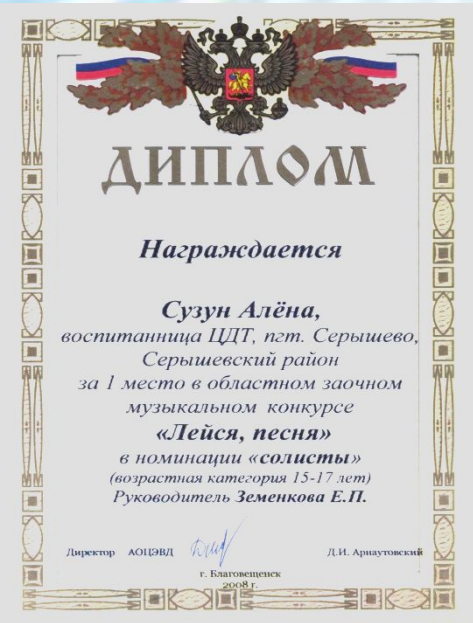 ДИПЛОМ
Награждается
Сузун Алёна,
воспитанница ЦДТ, пгт. Серышево,
Серышевский район
за 1 место в областном заочном
музыкальном конкурсе
«Лейся, песня»
в номинации «солисты»
(возрастная категория 15-17 лет)
Руководитель Земенкова Е.П.
Директор АОЦЭВД Д.И. Арнаутовский
г. Благовещенск
2008 г.